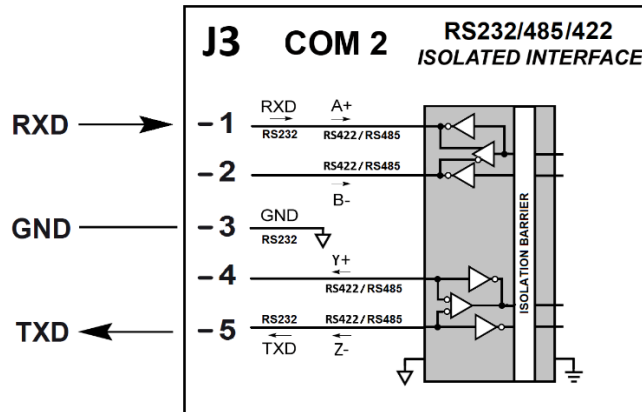 J3 COM 2 RS232/485/422
ISOLATED INTERFACE
RXD -1 RXD A+
RS232 RS422/RS485
-2 RS422/RS485
B-
GND -3 GND
RS232
-4 Y+
RS422/RS485
TXD -5 RS232 RS422/RS485
TXD Z-
ISOLATION BARRIER